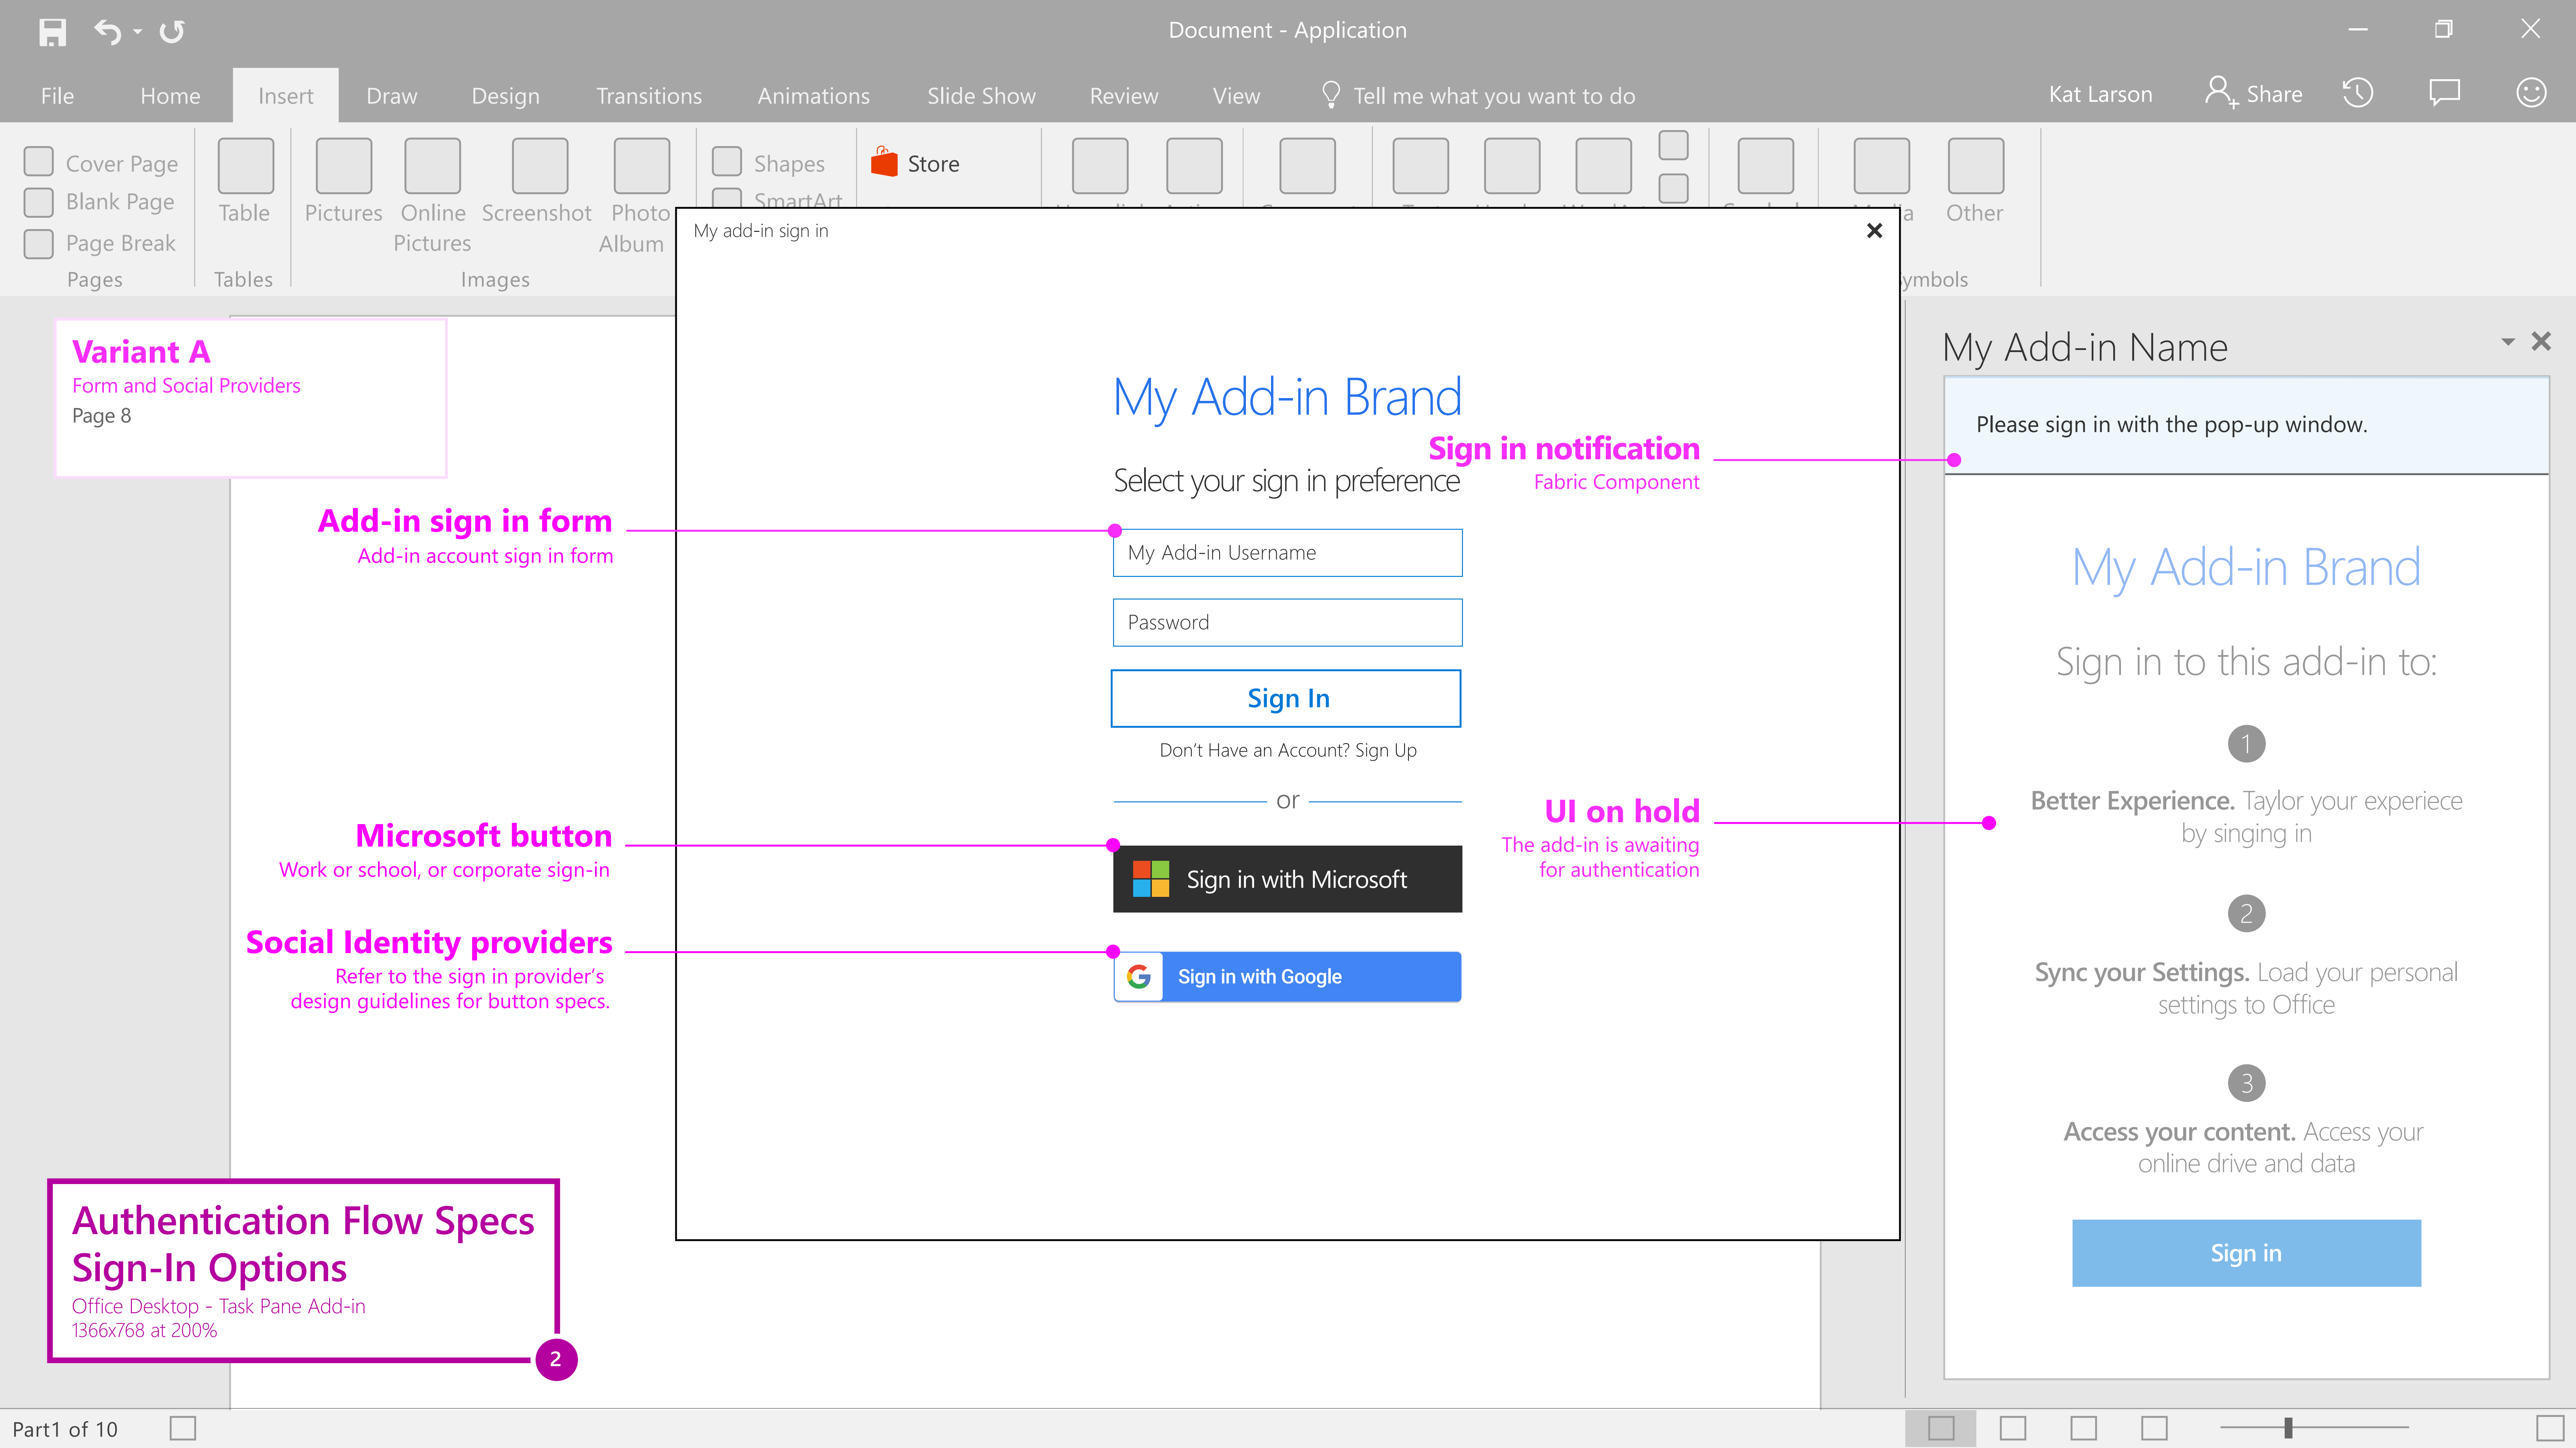 Document - Application
File Home Insert Draw Design Transitions Animations Slide Show Review View Tell me what you want to do Kat Larson Share
Cover Page
Blank Page
Page Break
Pages
Table
Tables
Pictures Online Pictures Screenshot Photo Album
Images
Shapes
SmartArt
Store
Other
My add-in sign in
Variant A
Form and Social Providers
Page 8
My Add-in Brand
Select your sign in preference
Sign in notification
Fabric Component
Add-in sign in form
Add-in account sign in form
My Add-in Username
Password
Sign In
Don't Have an Account? Sign Up
or
Microsoft button
Work or school, or corporate sign-in
Sign in with Microsoft
UI on hold
The add-in is awaiting
for authentication
Social Identity providers
Refer to the sign in provider's
design guidelines for button specs.
Sign in with Google
My Add-in Name
Please sign in with the pop-up window.
My Add-in Brand
Sign in to this add-in to:
1
Better Experience. Taylor your experiece
by singing in
2
Sync your Settings. Load your personal
settings to Office
3
Access your content. Access your
online drive and data
Sign in
Authentication Flow Specs
Sign-In Options
Office Desktop - Task Pane Add-in
1366x768 at 200%
2
Part1 of 10